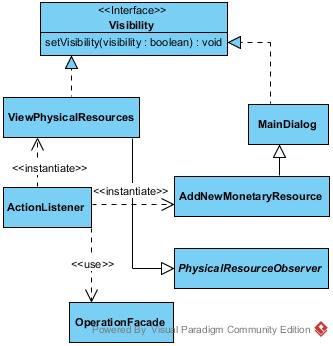 <<Interface>>
Visibility
setVisibility(visibility : boolean) : void
ViewPhysicalResources
MainDialog
<<instantiate>>
ActionListener
<<instantiate>>
AddNewMonetaryResource
<<use>>
PhysicalResourceObserver
OperationFacade
Powered By Visual Paradigm Community Edition